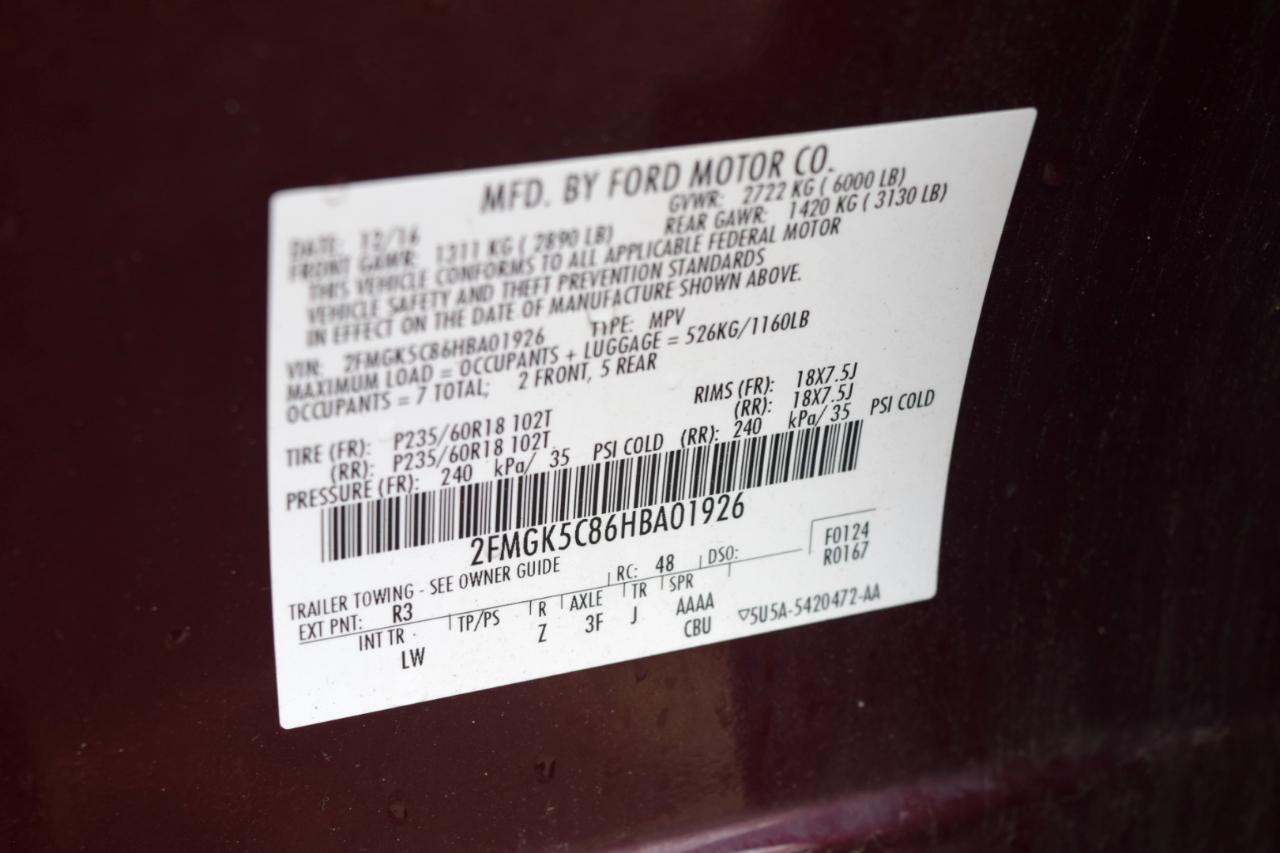 MFD. BY FORD MOTOR CO.
DATE: 12/16 GVWR: 2722 KG ( 6000 LB)
FRONT GAWR: 1311 KG ( 2890 LB) REAR GAWR: 1420 KG ( 3130 LB)
THIS VEHICLE CONFORMS TO ALL APPLICABLE FEDERAL MOTOR
VEHICLE SAFETY AND THEFT PREVENTION STANDARDS
IN EFFECT ON THE DATE OF MANUFACTURE SHOWN ABOVE.
VIN: 2FMGK5C86HBA01926 TYPE: MPV
MAXIMUM LOAD = OCCUPANTS + LUGGAGE = 526KG/1160LB
OCCUPANTS = 7 TOTAL; 2 FRONT, 5 REAR
TIRE (FR): P235/60R18 102T RIMS (FR): 18X7.5J
(RR): P235/60R18 102T (RR): 18X7.5J
PRESSURE (FR): 240 kPa/ 35 PSI COLD (RR): 240 kPa/ 35 PSI COLD
2FMGK5C86HBA01926
TRAILER TOWING - SEE OWNER GUIDE
EXT PNT: R3 RC: 48 DSO: F0124
R0167
INT TR TP/PS R AXLE TR SPR
LW Z 3F J AAAA
CBU ▽5U5A-5420472-AA